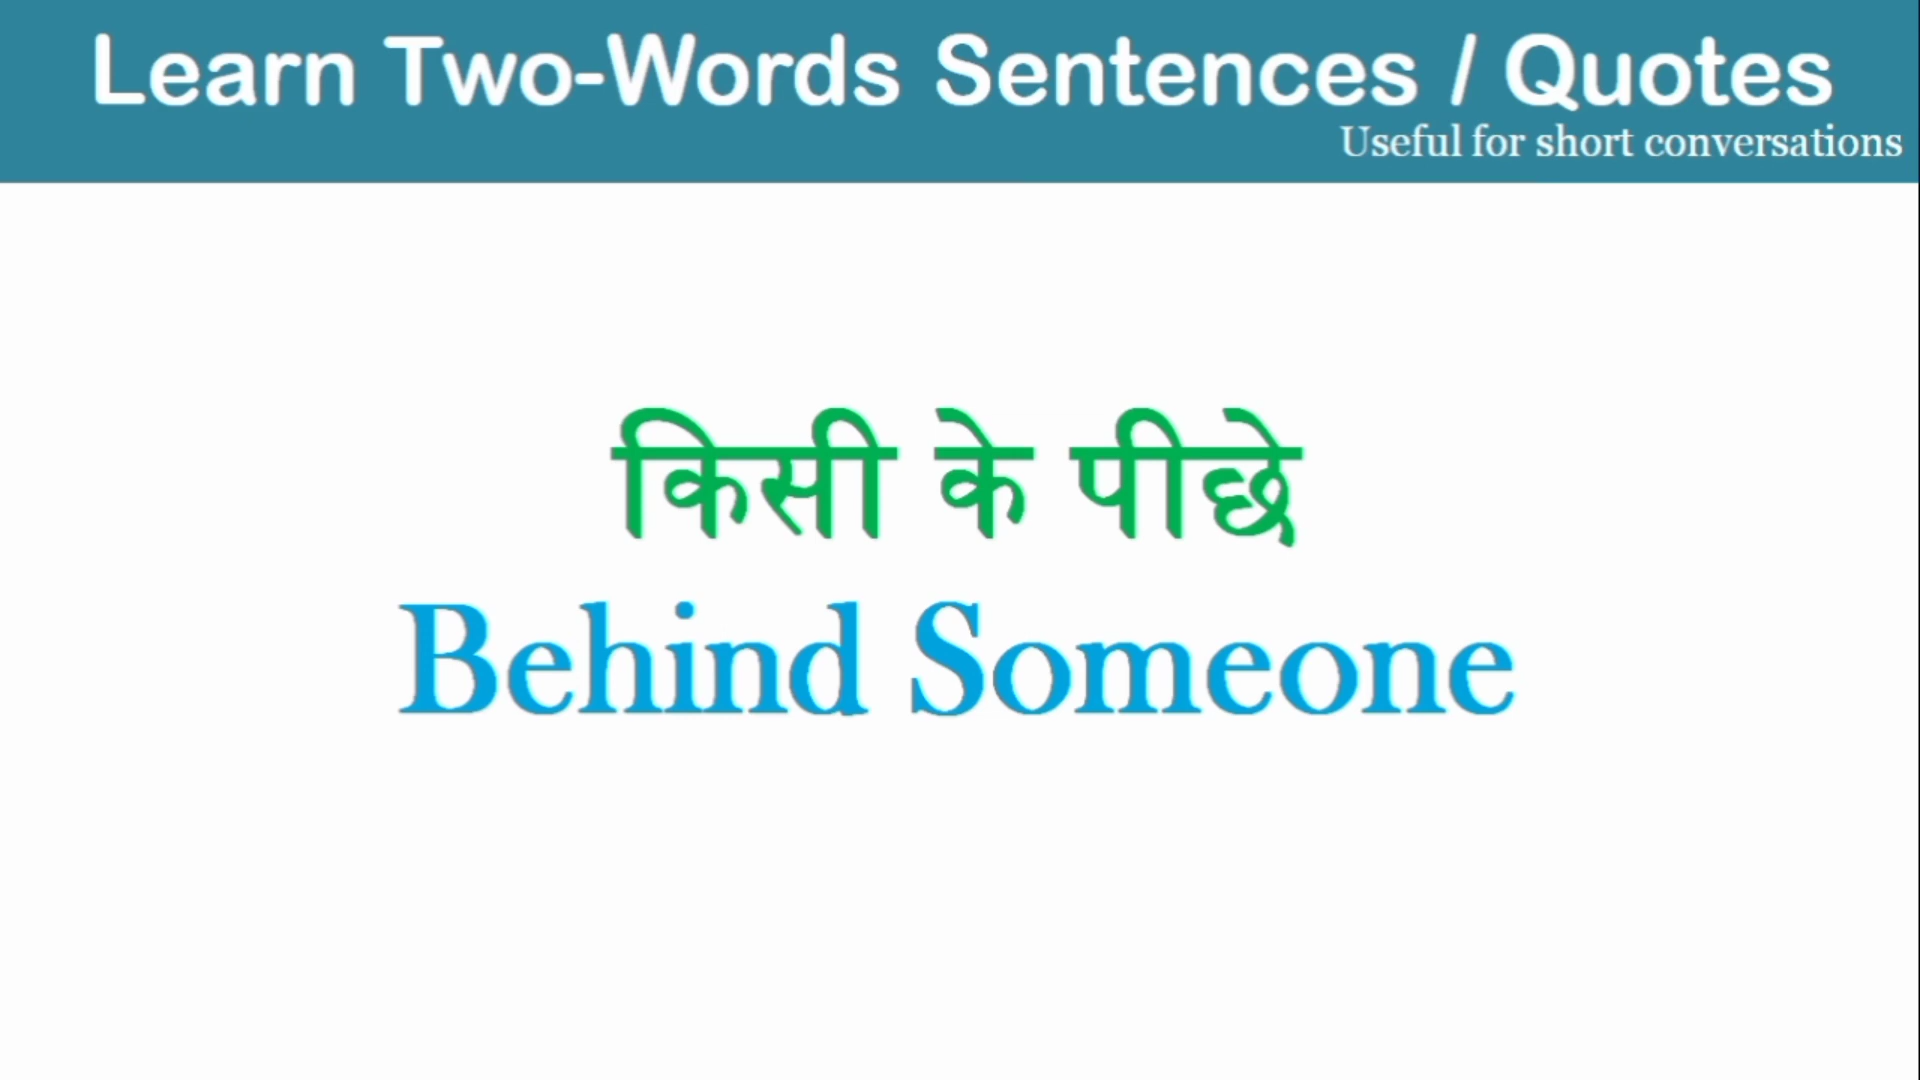 Learn Two-Words Sentences / Quotes
Useful for short conversations
किसी के पीछे
Behind Someone